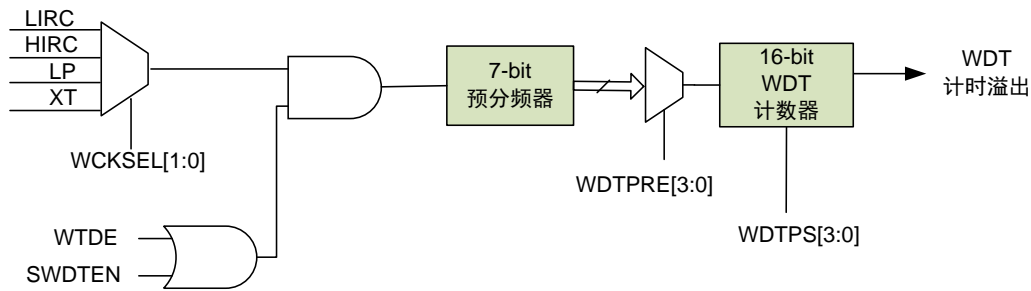 LIRC
HIRC
LP
XT
WCKSEL[1:0]
WTDE
SWDTEN
7-bit
预分频器
WDTPRE[3:0]
16-bit
WDT
计数器
WDTPS[3:0]
WDT
计时溢出